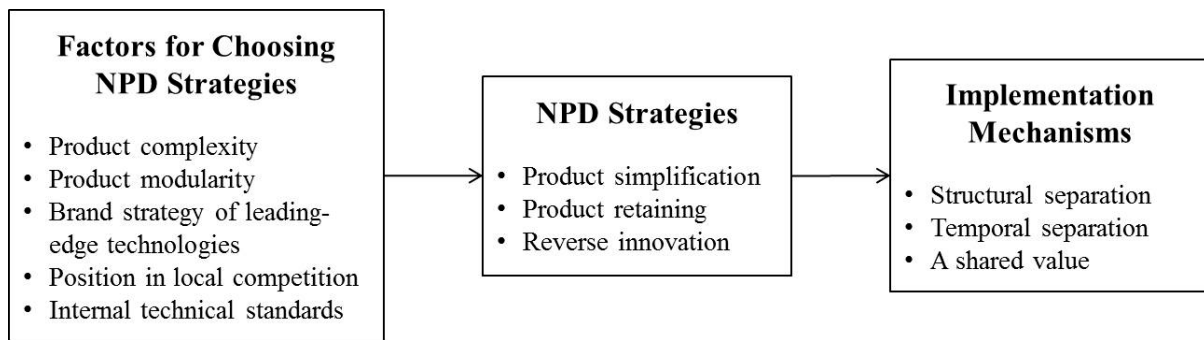 Factors for Choosing
NPD Strategies
• Product complexity
• Product modularity
• Brand strategy of leading-
edge technologies
• Position in local competition
• Internal technical standards
NPD Strategies
• Product simplification
• Product retaining
• Reverse innovation
Implementation
Mechanisms
• Structural separation
• Temporal separation
• A shared value